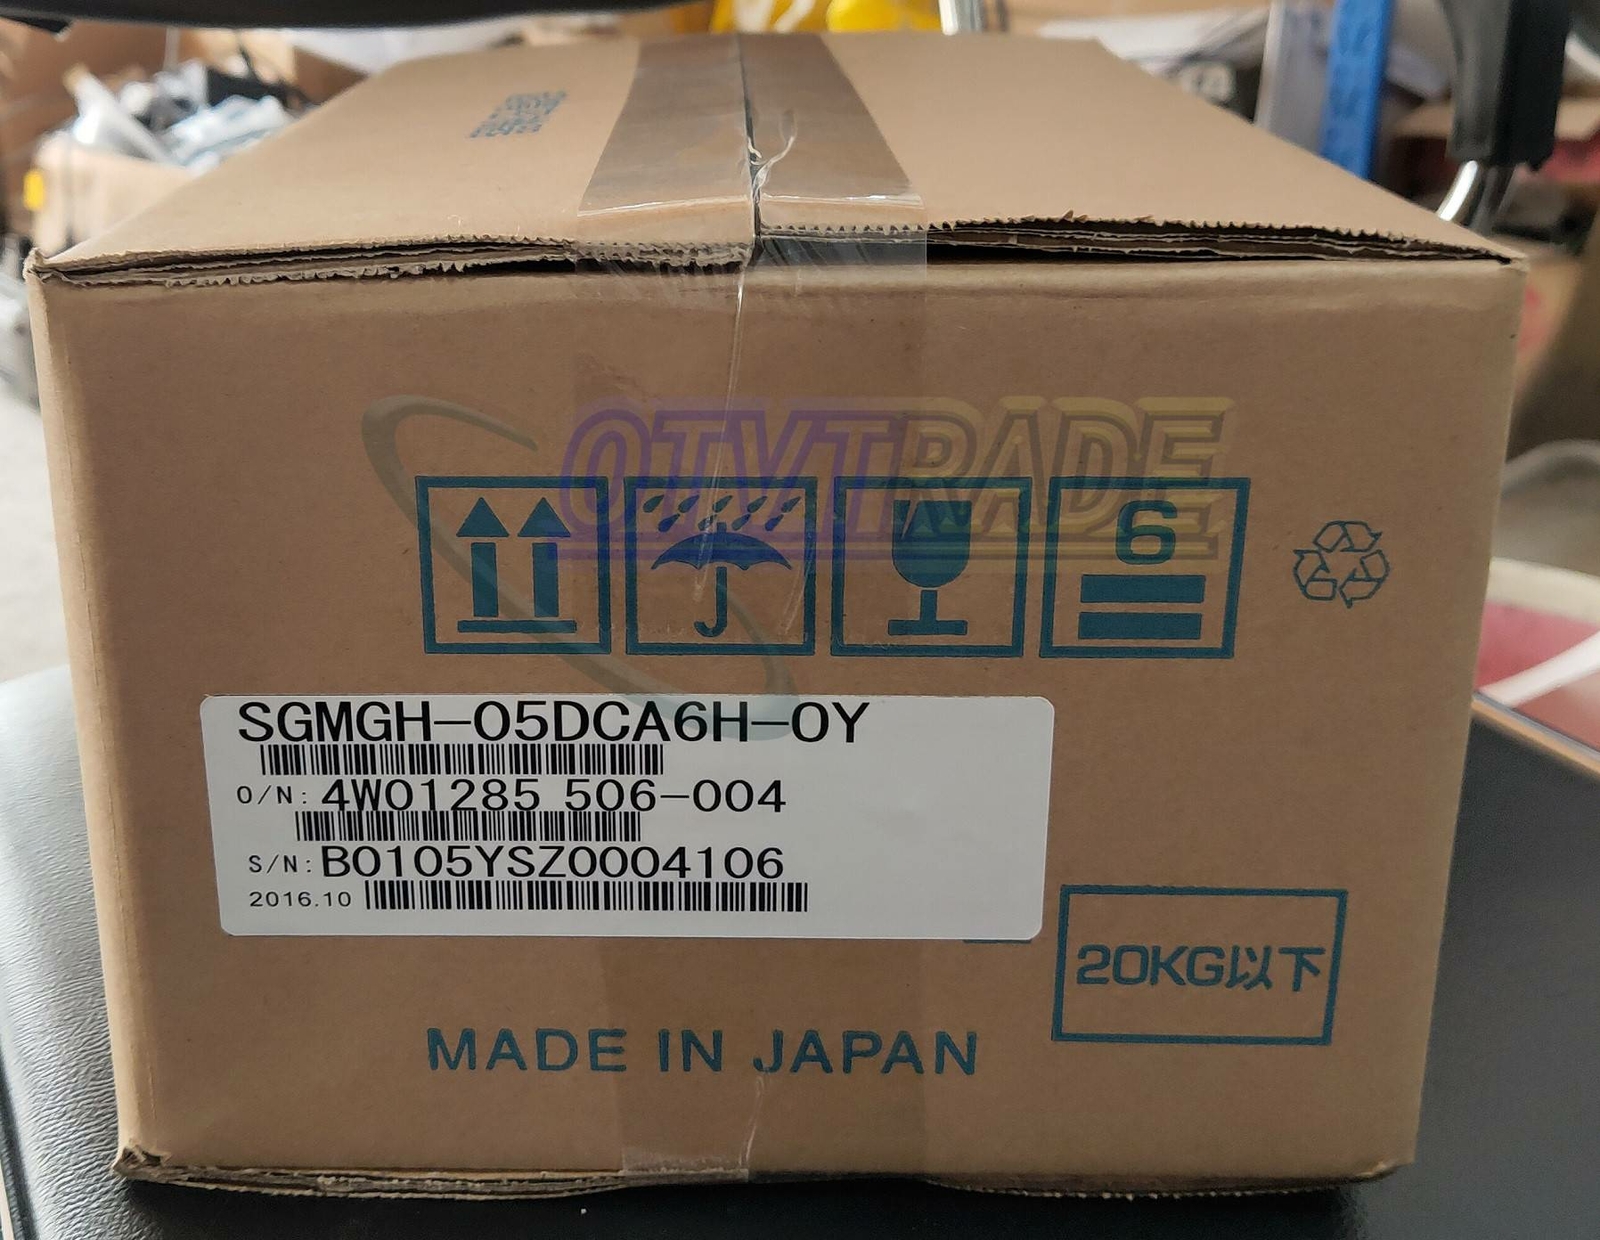 OTVTRADE
6
SGMGH-05DCA6H-0Y
O/N: 4W01285 506-004
S/N: B0105YSZ0004106
2016.10
20KG以下
MADE IN JAPAN